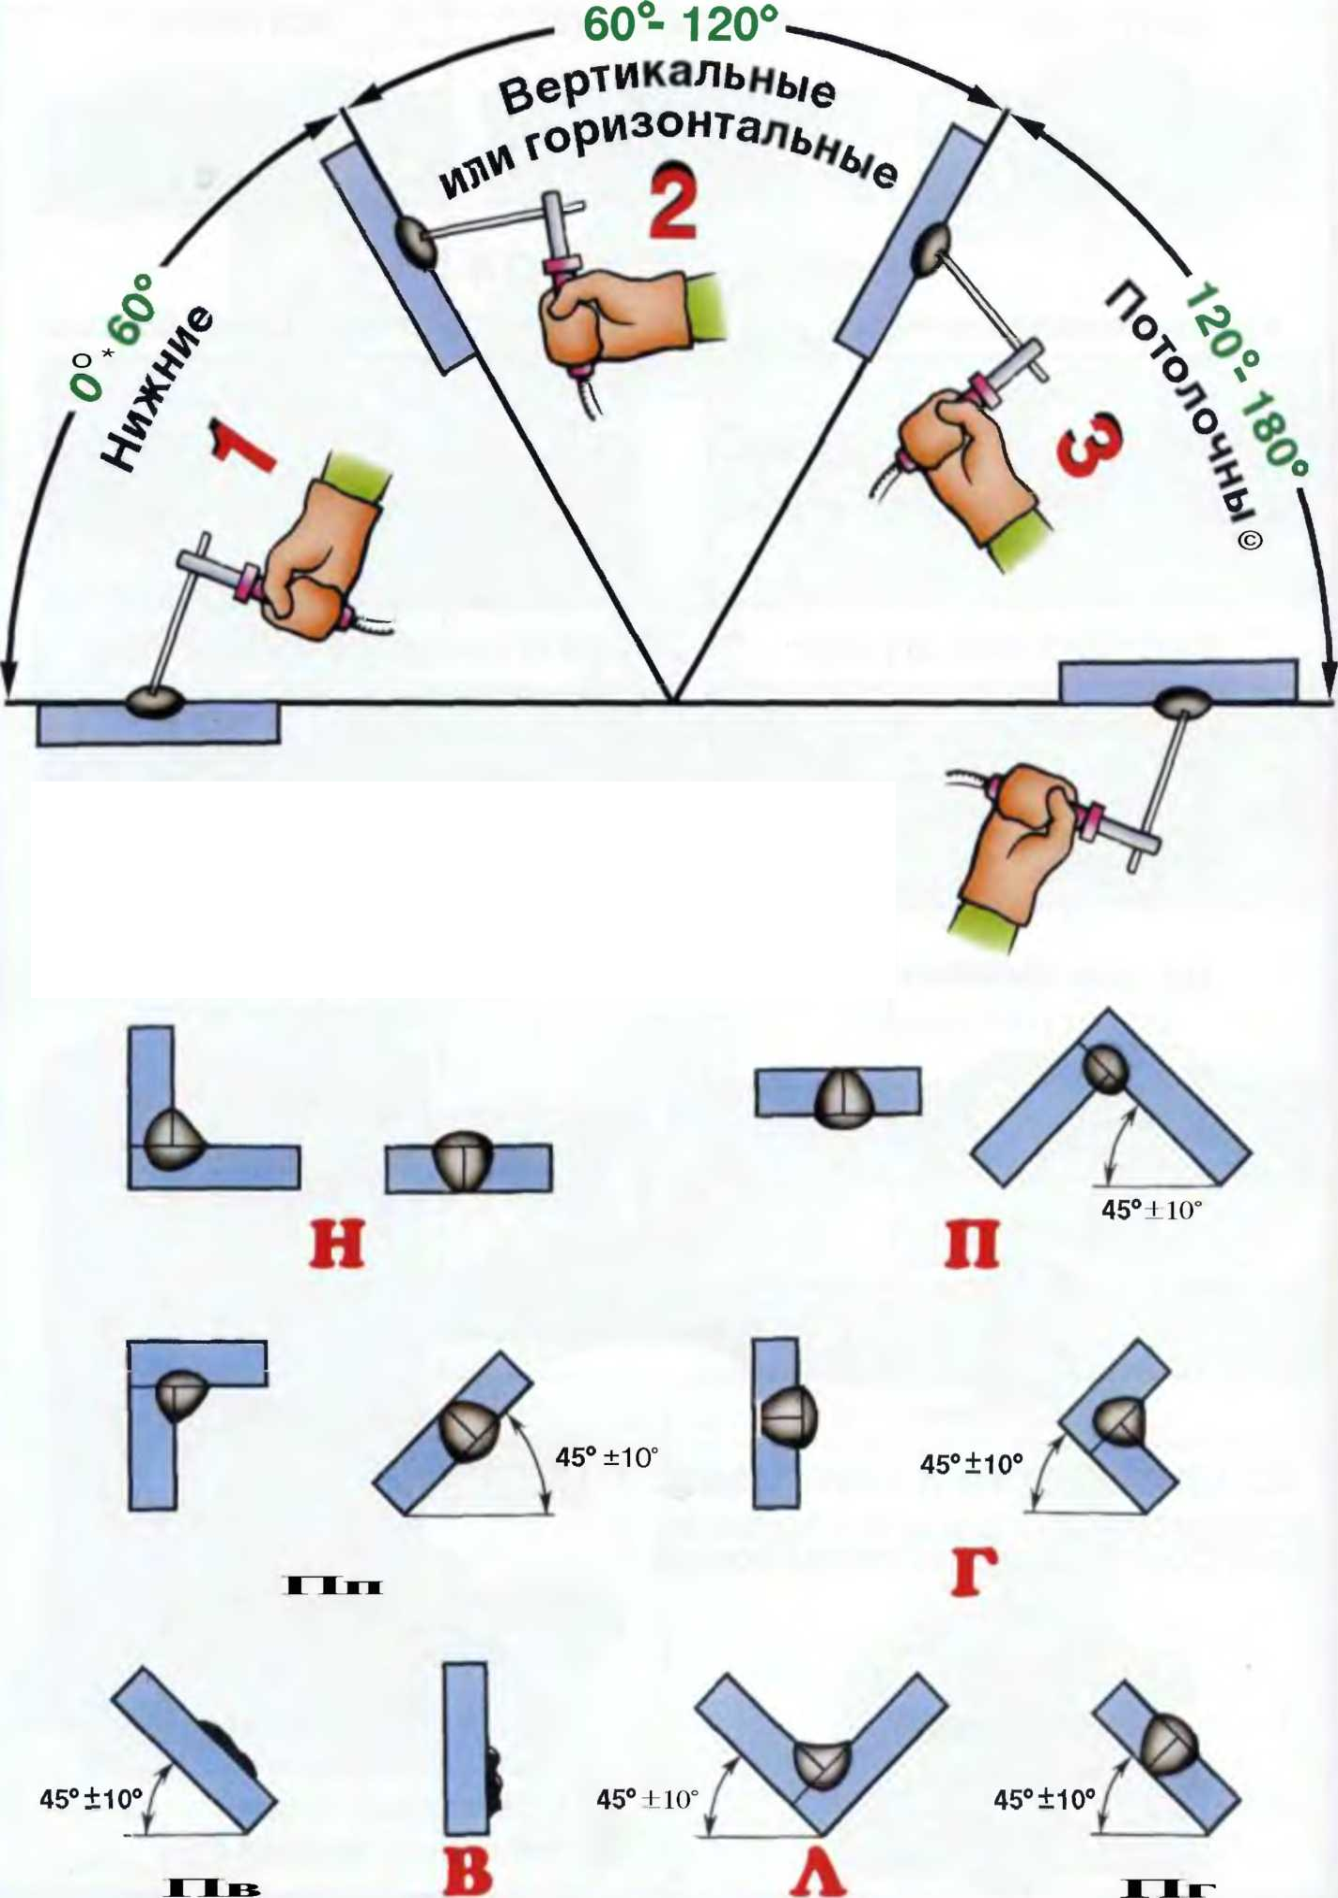 60°- 120°
Вертикальные
или горизонтальные
2
0°*60°
Нижние
1
120°- 180°
Потолочны©
3
45°±10°
Н
П
45°±10°
45°±10°
Пп
Г
45°±10°
45°±10°
45°±10°
Пв
В
Л
Пг